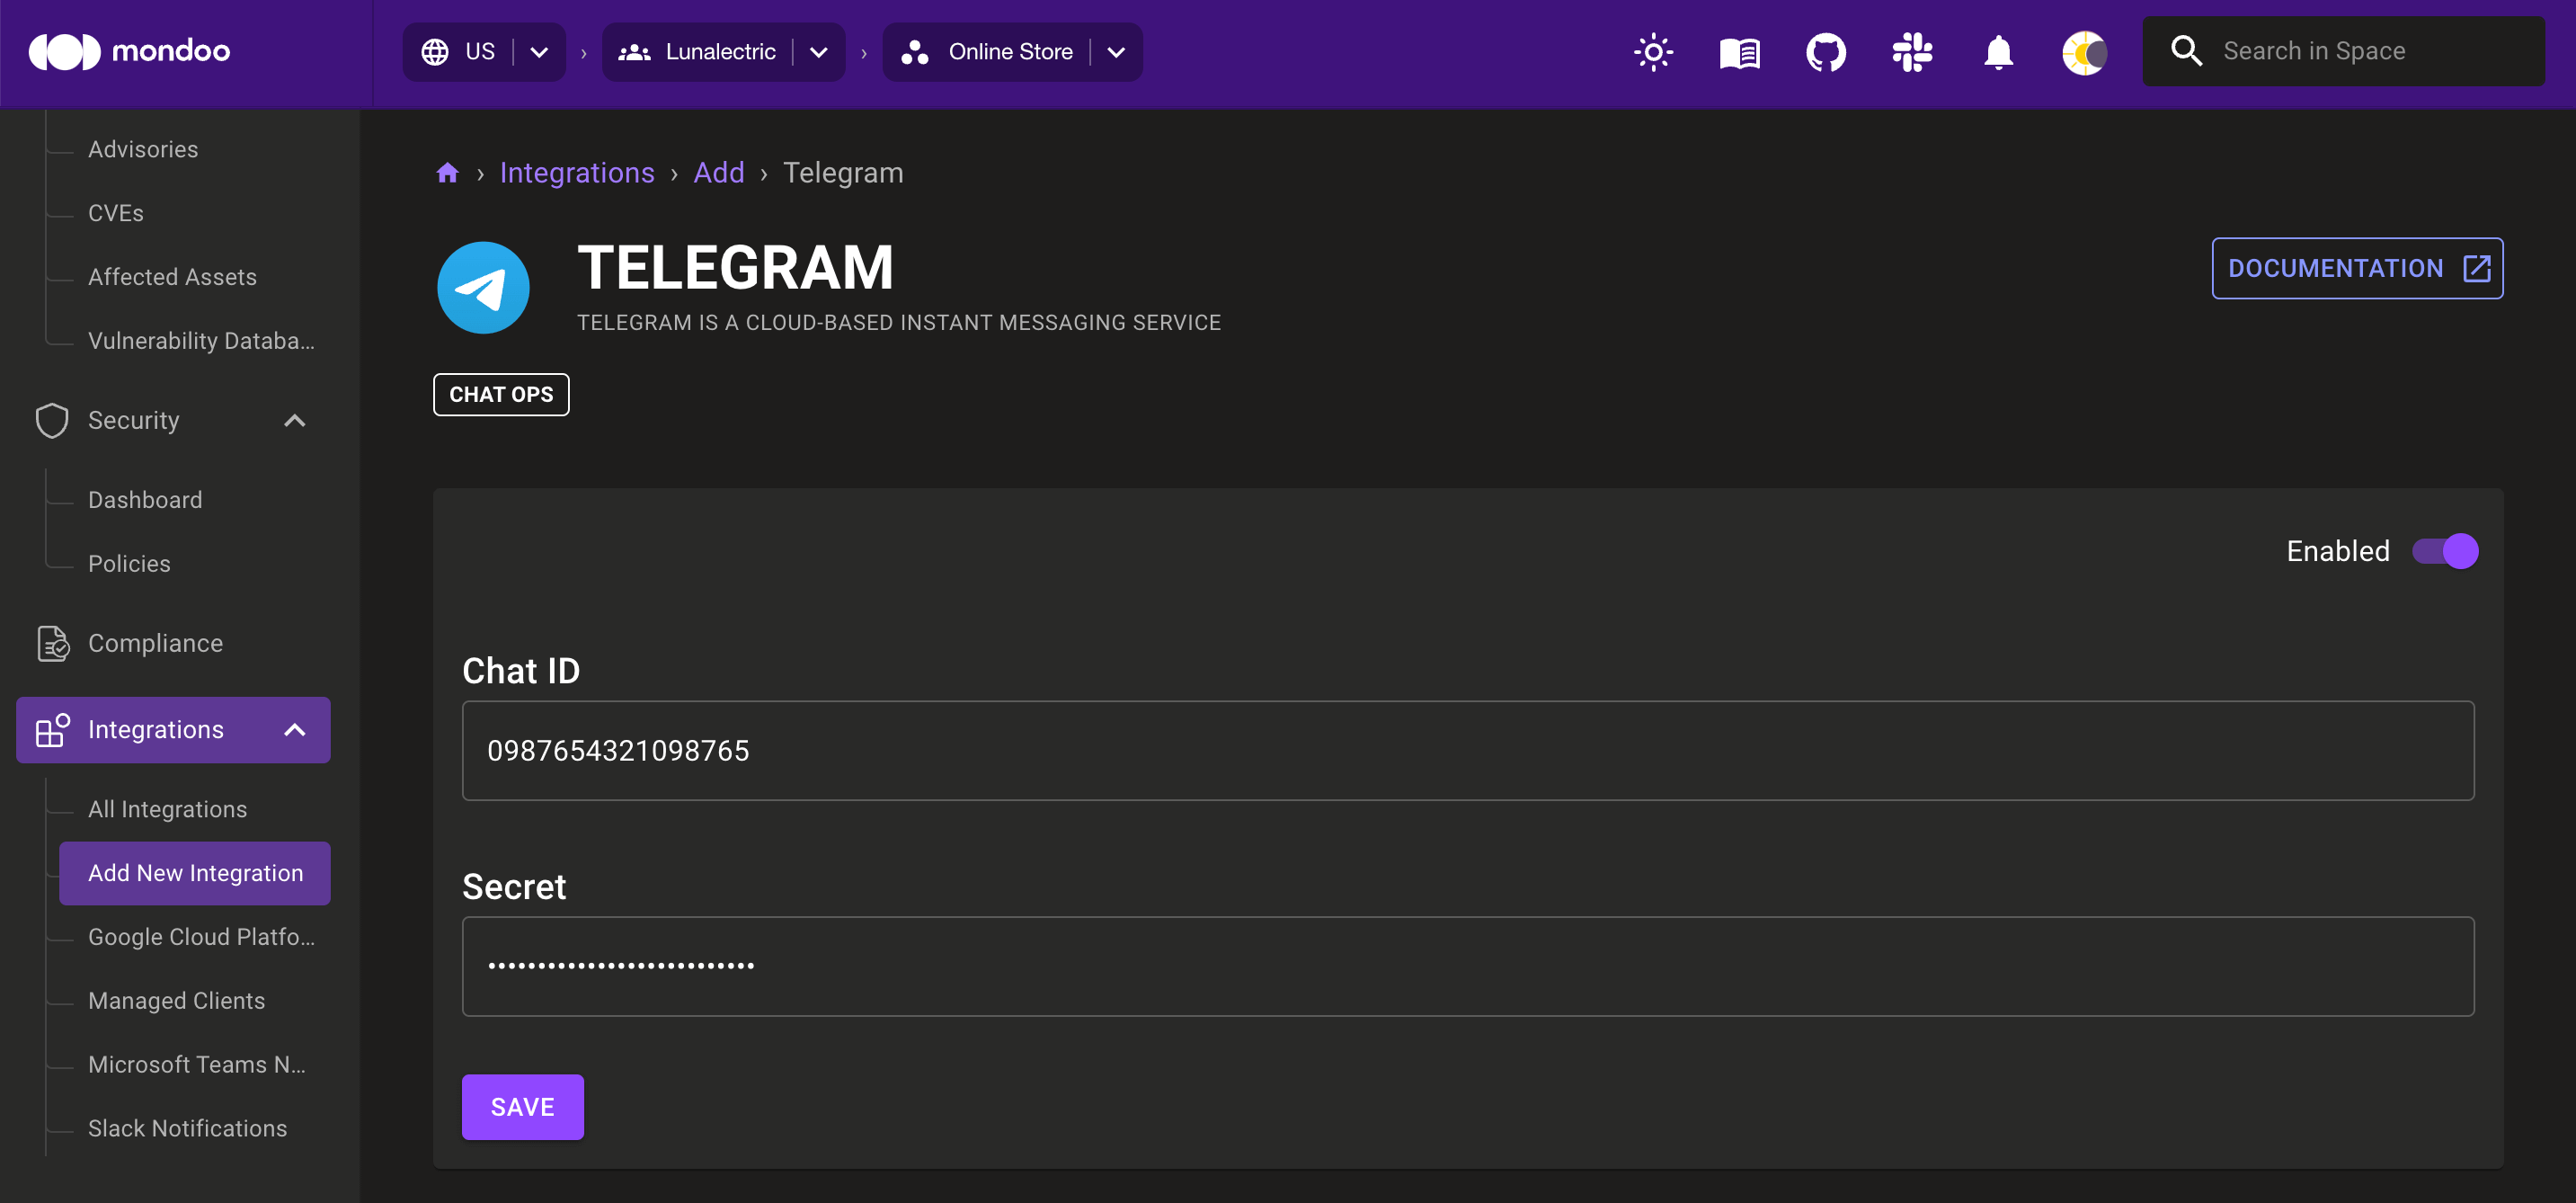 mondoo
US
Lunalectric
Online Store
Search in Space
Advisories
CVEs
Affected Assets
Vulnerability Databa...
Security
Dashboard
Policies
Compliance
Integrations
All Integrations
Add New Integration
Google Cloud Platfo...
Managed Clients
Microsoft Teams N...
Slack Notifications
› Integrations › Add › Telegram
TELEGRAM
DOCUMENTATION
TELEGRAM IS A CLOUD-BASED INSTANT MESSAGING SERVICE
CHAT OPS
Enabled
Chat ID
0987654321098765
Secret
•••••••••••••••••••••••••••
SAVE